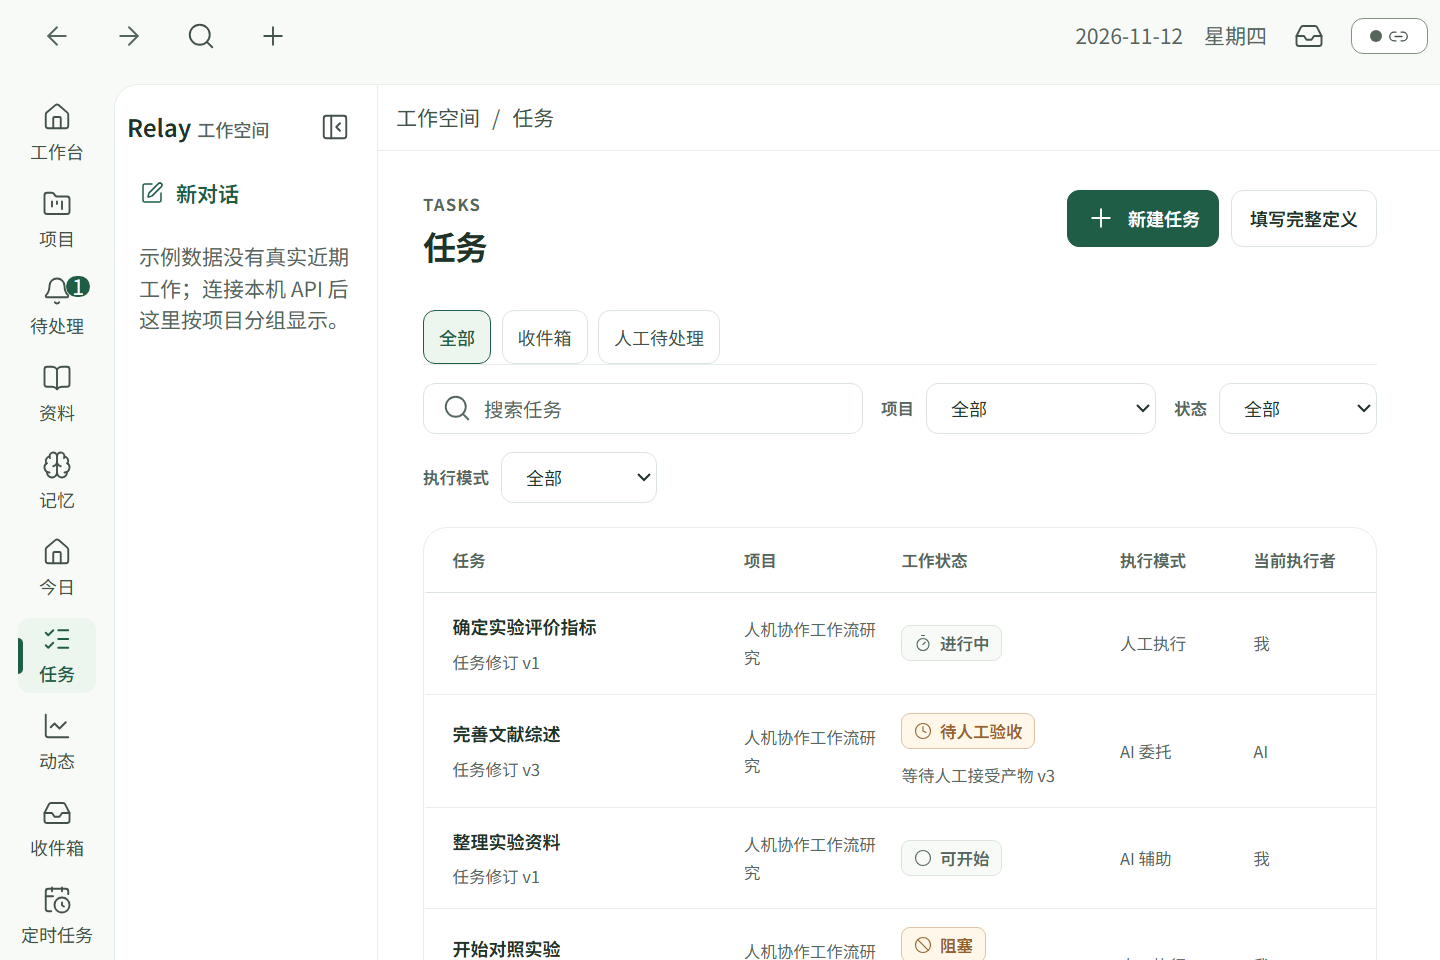 2026-11-12 星期四
工作台
项目
1
待处理
资料
记忆
今日
任务
动态
收件箱
定时任务
Relay 工作空间
新对话
示例数据没有真实近期
工作；连接本机 API 后
这里按项目分组显示。
工作空间 / 任务
TASKS
任务
新建任务
填写完整定义
全部
收件箱
人工待处理
搜索任务
项目
全部
状态
全部
执行模式
全部
任务 项目 工作状态 执行模式 当前执行者
确定实验评价指标
任务修订 v1
人机协作工作流研
究
进行中
人工执行
我
完善文献综述
任务修订 v3
人机协作工作流研
究
待人工验收
等待人工接受产物 v3
AI 委托
AI
整理实验资料
任务修订 v1
人机协作工作流研
究
可开始
AI 辅助
我
开始对照实验
人机协作工作流研
阻塞